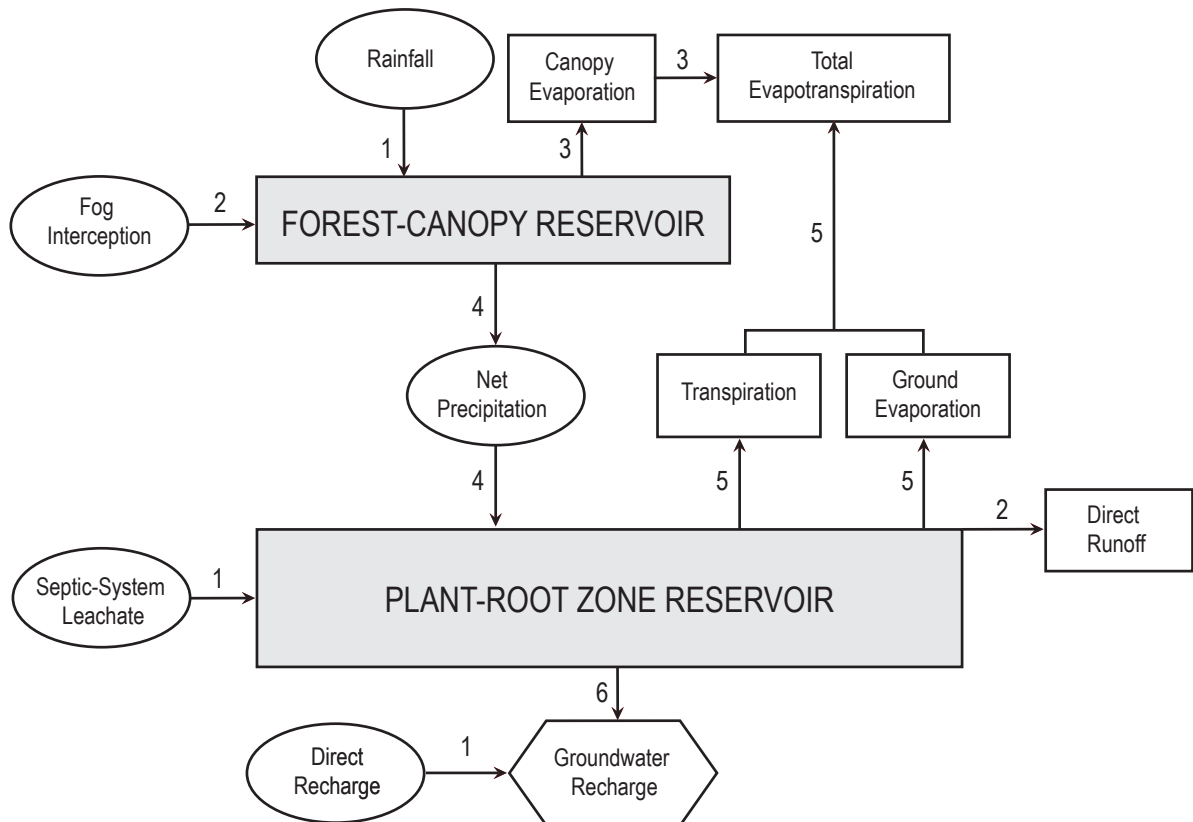 Rainfall
Canopy
Evaporation
3
Total
Evapotranspiration
1
3
Fog
Interception
2
FOREST-CANOPY RESERVOIR
5
4
Net
Precipitation
Transpiration
Ground
Evaporation
4
5
5
2
Direct
Runoff
Septic-System
Leachate
1
PLANT-ROOT ZONE RESERVOIR
6
Direct
Recharge
1
Groundwater
Recharge